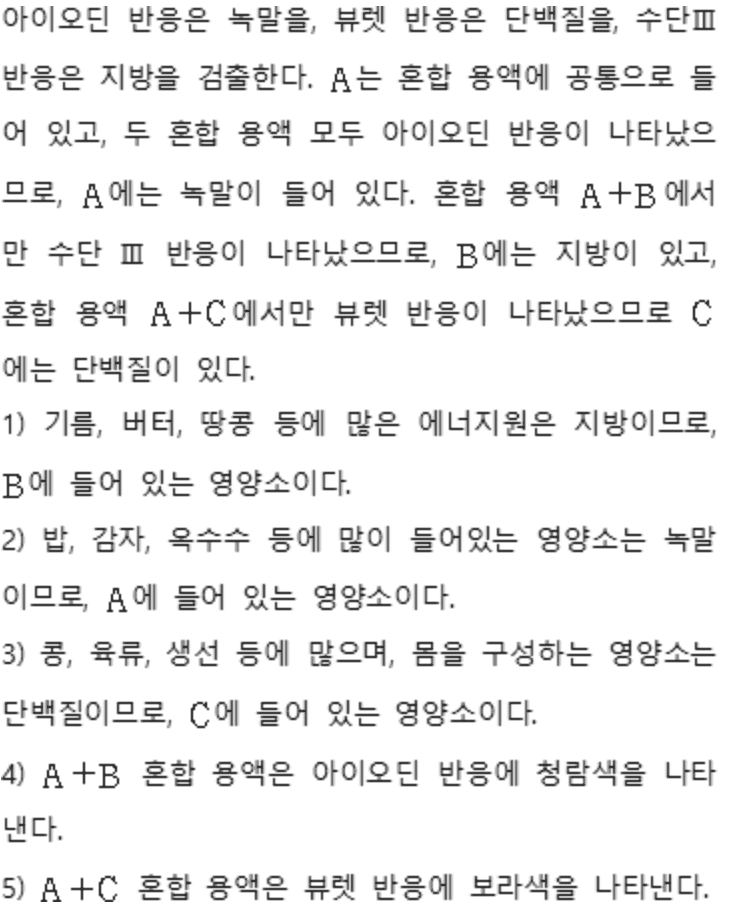 아이오딘 반응은 녹말을, 뷰렛 반응은 단백질을, 수단Ⅲ
반응은 지방을 검출한다. A는 혼합 용액에 공통으로 들
어 있고, 두 혼합 용액 모두 아이오딘 반응이 나타났으
므로, A에는 녹말이 들어 있다. 혼합 용액 A+B에서
만 수단 Ⅲ 반응이 나타났으므로, B에는 지방이 있고,
혼합 용액 A+C에서만 뷰렛 반응이 나타났으므로 C
에는 단백질이 있다.
1) 기름, 버터, 땅콩 등에 많은 에너지원은 지방이므로,
B에 들어 있는 영양소이다.
2) 밥, 감자, 옥수수 등에 많이 들어있는 영양소는 녹말
이므로, A에 들어 있는 영양소이다.
3) 콩, 육류, 생선 등에 많으며, 몸을 구성하는 영양소는
단백질이므로, C에 들어 있는 영양소이다.
4) A+B 혼합 용액은 아이오딘 반응에 청람색을 나타
낸다.
5) A+C 혼합 용액은 뷰렛 반응에 보라색을 나타낸다.